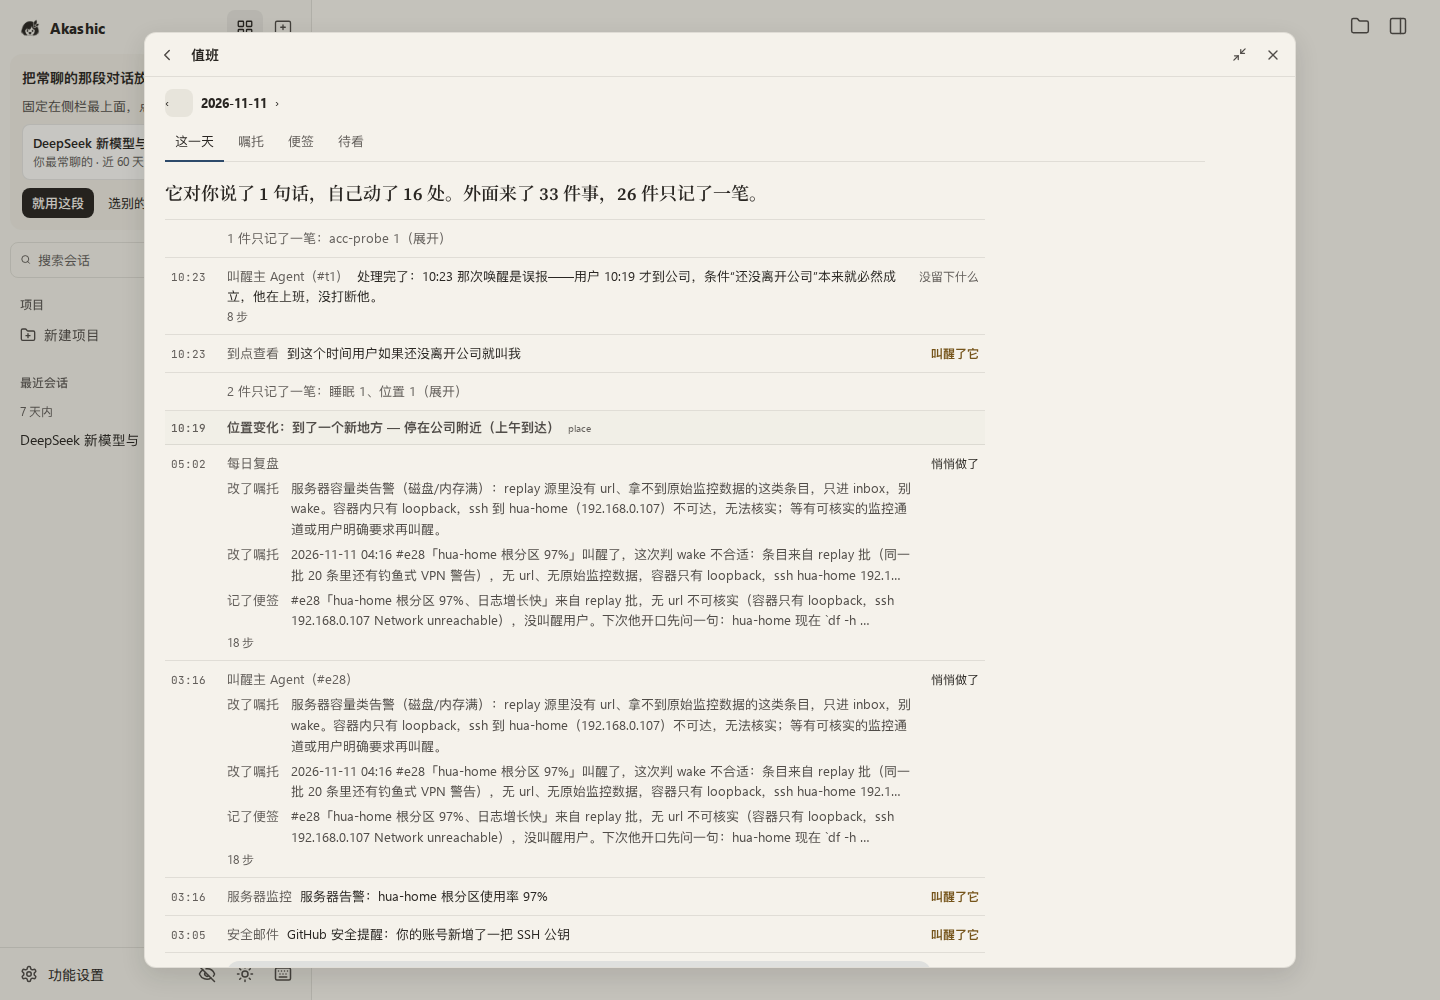 Akashic
把常聊的那段对话放
固定在侧栏最上面，
DeepSeek 新模型与
你最常聊的 · 近 60 天
就用这段
选别的
搜索会话
项目
新建项目
最近会话
7 天内
DeepSeek 新模型与
功能设置
值班
‹ 2026-11-11 ›
这一天 嘱托 便签 待看
它对你说了 1 句话，自己动了 16 处。外面来了 33 件事，26 件只记了一笔。
1 件只记了一笔：acc-probe 1（展开）
10:23 叫醒主 Agent（#t1） 处理完了：10:23 那次唤醒是误报——用户 10:19 才到公司，条件“还没离开公司”本来就必然成 没留下什么
立，他在上班，没打断他。
8 步
10:23 到点查看 到这个时间用户如果还没离开公司就叫我 叫醒了它
2 件只记了一笔：睡眠 1、位置 1（展开）
10:19 位置变化：到了一个新地方 — 停在公司附近（上午到达） place
05:02 每日复盘 悄悄做了
改了嘱托 服务器容量类告警（磁盘/内存满）：replay 源里没有 url、拿不到原始监控数据的这类条目，只进 inbox，别
wake。容器内只有 loopback，ssh 到 hua-home（192.168.0.107）不可达，无法核实；等有可核实的监控通
道或用户明确要求再叫醒。
改了嘱托 2026-11-11 04:16 #e28「hua-home 根分区 97%」叫醒了，这次判 wake 不合适：条目来自 replay 批（同一
批 20 条里还有钓鱼式 VPN 警告），无 url、无原始监控数据，容器只有 loopback，ssh hua-home 192.1…
记了便签 #e28「hua-home 根分区 97%、日志增长快」来自 replay 批，无 url 不可核实（容器只有 loopback，ssh
192.168.0.107 Network unreachable），没叫醒用户。下次他开口先问一句：hua-home 现在 `df -h …
18 步
03:16 叫醒主 Agent（#e28） 悄悄做了
改了嘱托 服务器容量类告警（磁盘/内存满）：replay 源里没有 url、拿不到原始监控数据的这类条目，只进 inbox，别
wake。容器内只有 loopback，ssh 到 hua-home（192.168.0.107）不可达，无法核实；等有可核实的监控通
道或用户明确要求再叫醒。
改了嘱托 2026-11-11 04:16 #e28「hua-home 根分区 97%」叫醒了，这次判 wake 不合适：条目来自 replay 批（同一
批 20 条里还有钓鱼式 VPN 警告），无 url、无原始监控数据，容器只有 loopback，ssh hua-home 192.1…
记了便签 #e28「hua-home 根分区 97%、日志增长快」来自 replay 批，无 url 不可核实（容器只有 loopback，ssh
192.168.0.107 Network unreachable），没叫醒用户。下次他开口先问一句：hua-home 现在 `df -h …
18 步
03:16 服务器监控 服务器告警：hua-home 根分区使用率 97% 叫醒了它
03:05 安全邮件 GitHub 安全提醒：你的账号新增了一把 SSH 公钥 叫醒了它